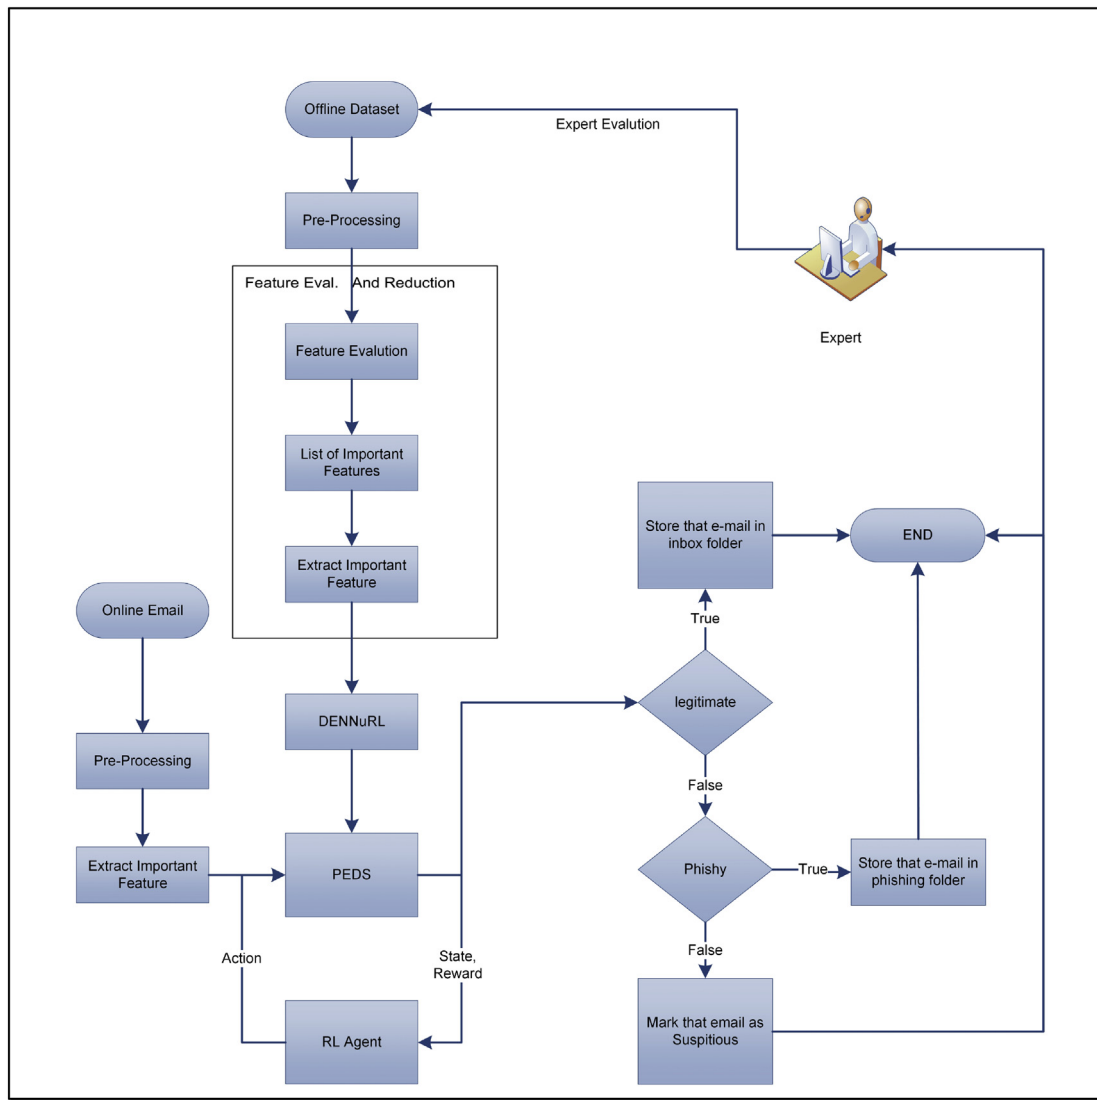 Offline Dataset
Expert Evalution
Pre-Processing
Feature Eval. And Reduction
Feature Evalution
Expert
List of Important
Features
Extract Important
Feature
Store that e-mail in
inbox folder
END
Online Email
True
legitimate
DENNuRL
Pre-Processing
False
Extract Important
Feature
PEDS
Phishy
True
Store that e-mail in
phishing folder
Action
State,
Reward
False
RL Agent
Mark that email as
Suspitious